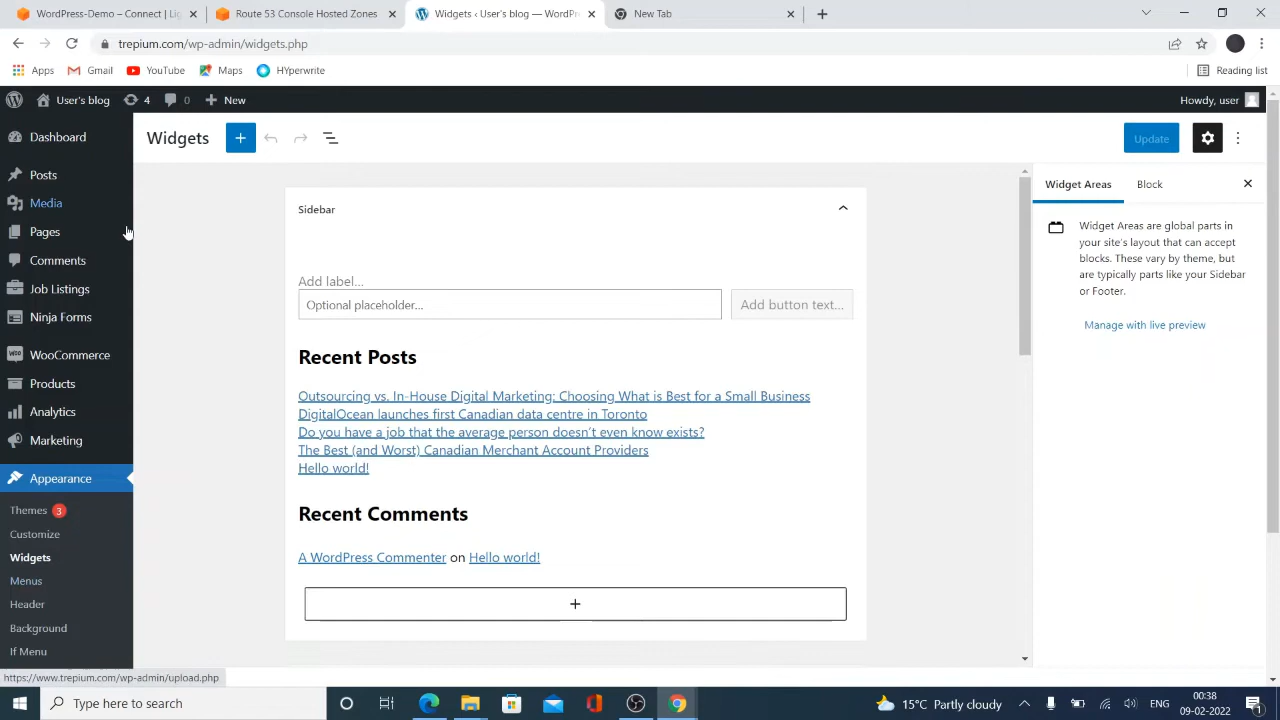 WordPress-Demo - Connect | Lig
Route 53 Console Hosted Zones
Widgets ‹ User's blog — WordPre
New Tab
trepium.com/wp-admin/widgets.php
Apps
Gmail
YouTube
Maps
HYperwrite
Reading list
User's blog
4
0
New
Howdy, user
Dashboard
Posts
Media
Pages
Comments
Job Listings
Ninja Forms
WooCommerce
Products
Analytics
Marketing
Appearance
Themes 3
Customize
Widgets
Menus
Header
Background
If Menu
https://www.trepium.com/wp-admin/upload.php
Widgets
Update
Sidebar
Add label...
Optional placeholder...
Add button text...
Recent Posts
Outsourcing vs. In-House Digital Marketing: Choosing What is Best for a Small Business
DigitalOcean launches first Canadian data centre in Toronto
Do you have a job that the average person doesn't even know exists?
The Best (and Worst) Canadian Merchant Account Providers
Hello world!
Recent Comments
A WordPress Commenter on Hello world!
Widget Areas
Block
Widget Areas are global parts in
your site's layout that can accept
blocks. These vary by theme, but
are typically parts like your Sidebar
or Footer.
Manage with live preview
Type here to search
15°C Partly cloudy
ENG
00:38
09-02-2022